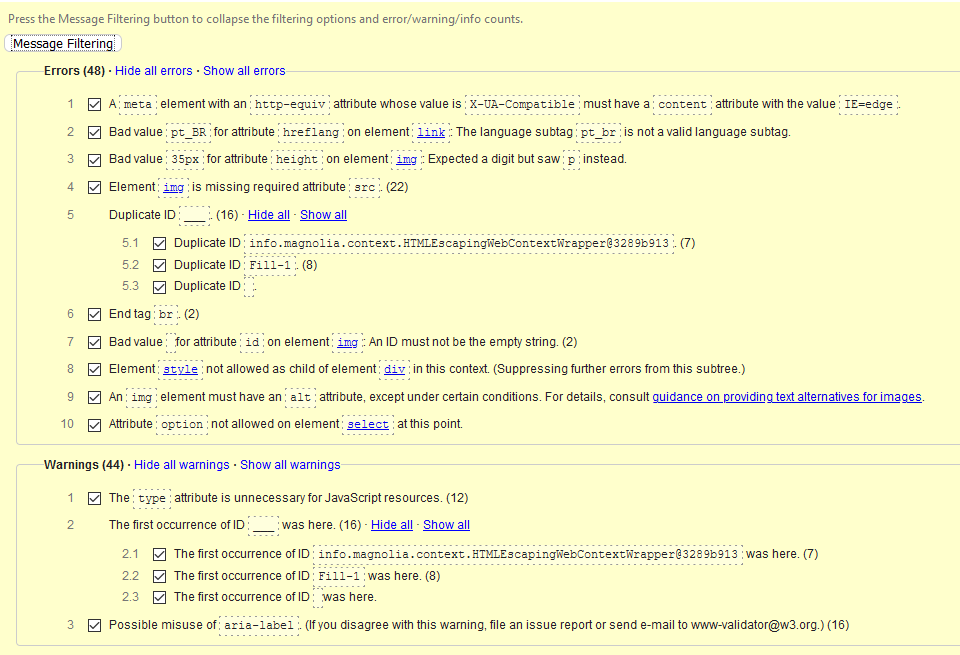 Press the Message Filtering button to collapse the filtering options and error/warning/info counts.
Message Filtering
Errors (48) · Hide all errors · Show all errors
1 A meta element with an http-equiv attribute whose value is X-UA-Compatible must have a content attribute with the value IE=edge.
2 Bad value pt_BR for attribute hreflang on element link: The language subtag pt_br is not a valid language subtag.
3 Bad value 35px for attribute height on element img: Expected a digit but saw p instead.
4 Element img is missing required attribute src. (22)
5 Duplicate ID ___. (16) · Hide all · Show all
5.1 Duplicate ID info.magnolia.context.HTMLEscapingWebContextWrapper@3289b913. (7)
5.2 Duplicate ID Fill-1. (8)
5.3 Duplicate ID .
6 End tag br. (2)
7 Bad value for attribute id on element img: An ID must not be the empty string. (2)
8 Element style not allowed as child of element div in this context. (Suppressing further errors from this subtree.)
9 An img element must have an alt attribute, except under certain conditions. For details, consult guidance on providing text alternatives for images.
10 Attribute option not allowed on element select at this point.
Warnings (44) · Hide all warnings · Show all warnings
1 The type attribute is unnecessary for JavaScript resources. (12)
2 The first occurrence of ID ___ was here. (16) · Hide all · Show all
2.1 The first occurrence of ID info.magnolia.context.HTMLEscapingWebContextWrapper@3289b913 was here. (7)
2.2 The first occurrence of ID Fill-1 was here. (8)
2.3 The first occurrence of ID was here.
3 Possible misuse of aria-label. (If you disagree with this warning, file an issue report or send e-mail to www-validator@w3.org.) (16)